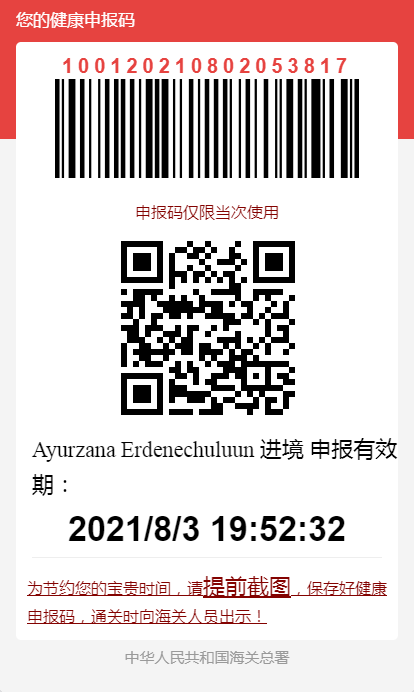 您的健康申报码
100120210802053817
申报码仅限当次使用
Ayurzana Erdenechuluun 进境 申报有效
期：
2021/8/3 19:52:32
为节约您的宝贵时间，请提前截图，保存好健康
申报码，通关时向海关人员出示！
中华人民共和国海关总署